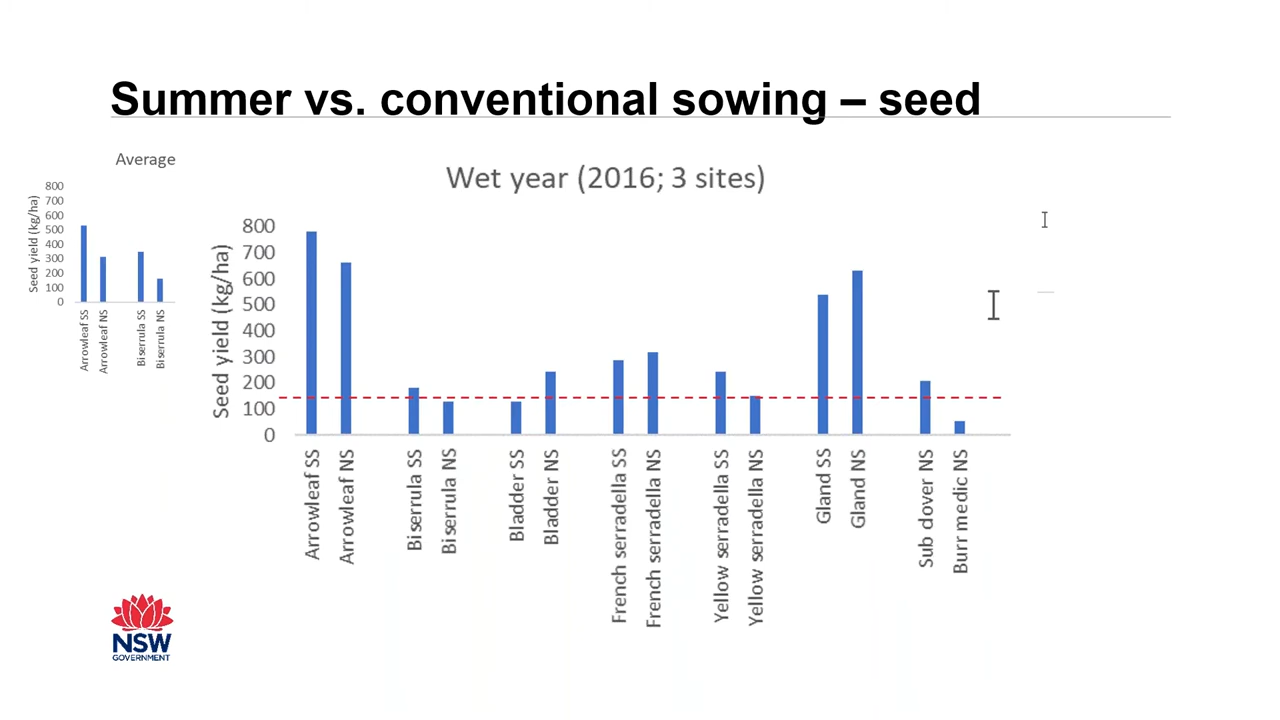 Summer vs. conventional sowing – seed
Average
800
700
600
500
400
300
200
100
0
Seed yield (kg/ha)
Arrowleaf SS
Arrowleaf NS
Biserrula SS
Biserrula NS
Wet year (2016; 3 sites)
800
700
600
500
400
300
200
100
0
Seed yield (kg/ha)
Arrowleaf SS
Arrowleaf NS
Biserrula SS
Biserrula NS
Bladder SS
Bladder NS
French serradella SS
French serradella NS
Yellow serradella SS
Yellow serradella NS
Gland SS
Gland NS
Sub clover NS
Burr medic NS
NSW
GOVERNMENT